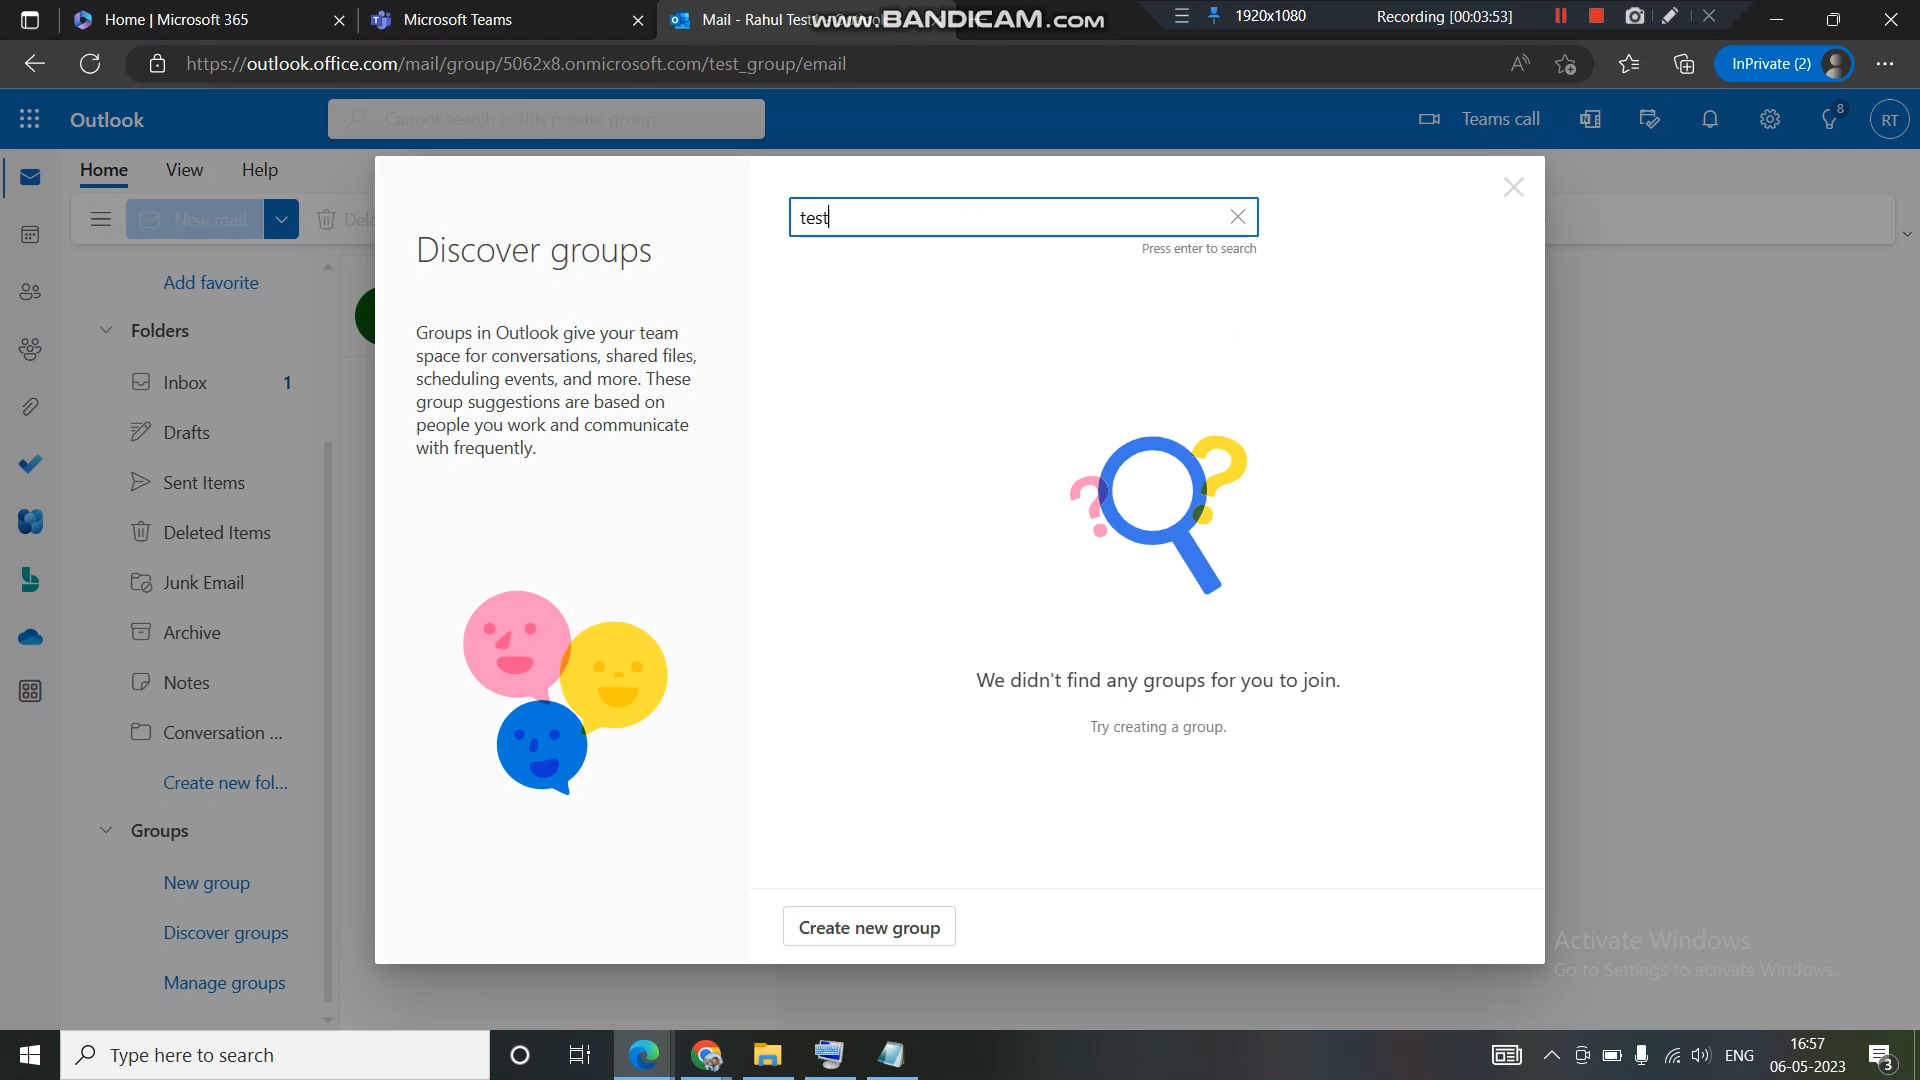 Home | Microsoft 365
Microsoft Teams
Mail - Rahul Test
www.BANDICAM.COM
1920x1080
Recording [00:03:53]
https://outlook.office.com/mail/group/5062x8.onmicrosoft.com/test_group/email
InPrivate (2)
Outlook
Cannot search in this private group
Teams call
8
RT
Home
View
Help
New mail
Dele
Add favorite
Folders
Inbox 1
Drafts
Sent Items
Deleted Items
Junk Email
Archive
Notes
Conversation ...
Create new fol...
Groups
New group
Discover groups
Manage groups
Discover groups
Groups in Outlook give your team
space for conversations, shared files,
scheduling events, and more. These
group suggestions are based on
people you work and communicate
with frequently.
test
Press enter to search
We didn't find any groups for you to join.
Try creating a group.
Create new group
Activate Windows
Go to Settings to activate Windows.
Type here to search
ENG
16:57
06-05-2023
3